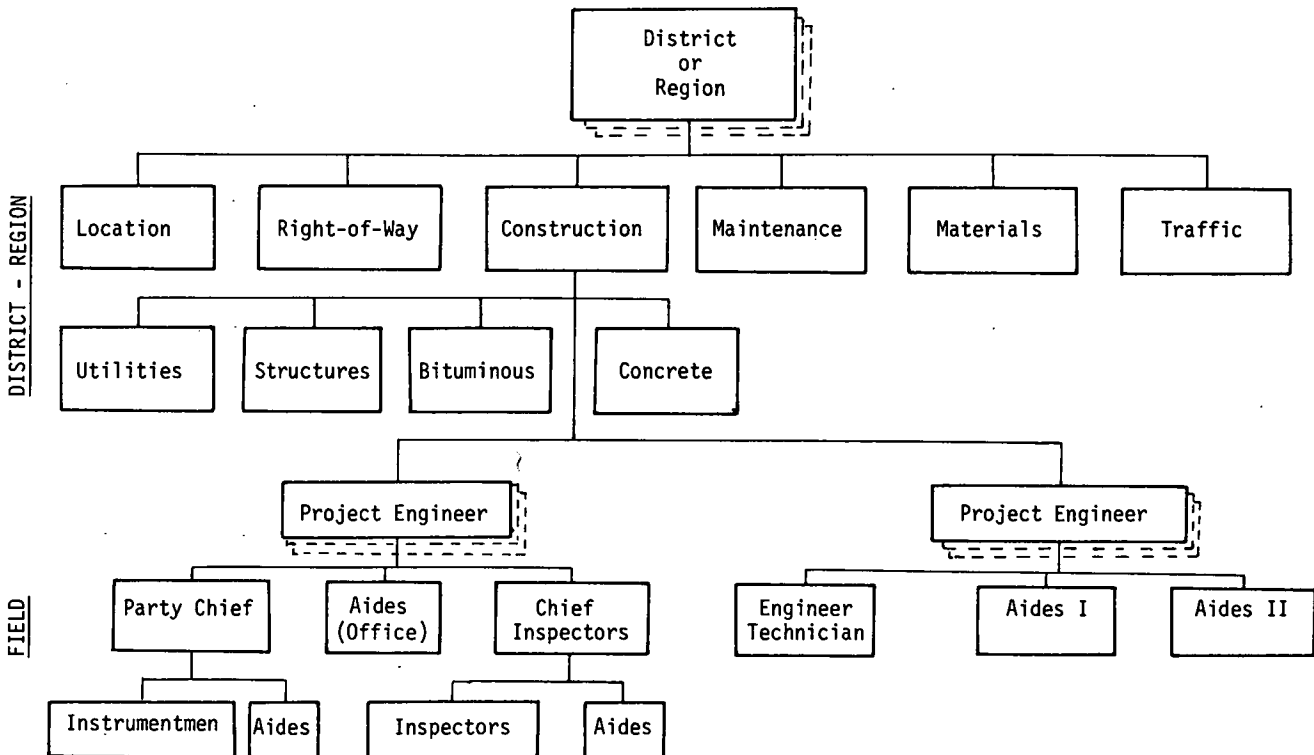 District
or
Region
DISTRICT - REGION
Location
Right-of-Way
Construction
Maintenance
Materials
Traffic
Utilities
Structures
Bituminous
Concrete
Project Engineer
Project Engineer
FIELD
Party Chief
Aides
(Office)
Chief
Inspectors
Engineer
Technician
Aides I
Aides II
Instrumentmen
Aides
Inspectors
Aides